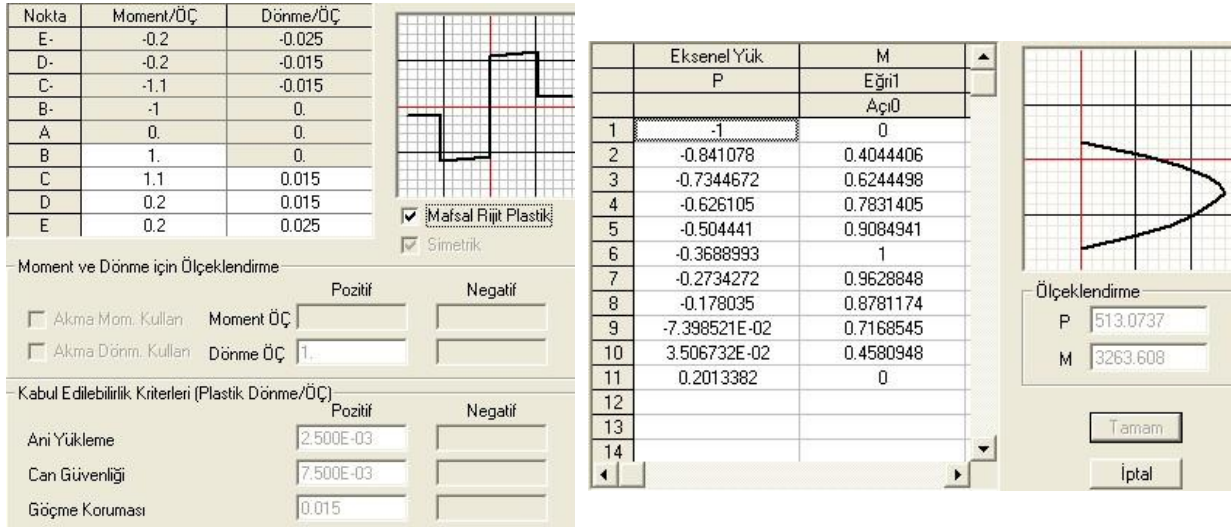 Nokta Moment/ÖÇ Dönme/ÖÇ
E- -0.2 -0.025
D- -0.2 -0.015
C- -1.1 -0.015
B- -1 0.
A 0. 0.
B 1. 0.
C 1.1 0.015
D 0.2 0.015
E 0.2 0.025
Mafsal Rijit Plastik
Simetrik
Moment ve Dönme için Ölçeklendirme
Pozitif Negatif
Akma Mom. Kullan Moment ÖÇ
Akma Dönm. Kullan Dönme ÖÇ 1.
Kabul Edilebilirlik Kriterleri (Plastik Dönme/ÖÇ)
Pozitif Negatif
Ani Yükleme 2.500E-03
Can Güvenliği 7.500E-03
Göçme Koruması 0.015
Eksenel Yük M
P Eğri1
Açı0
1 -1 0
2 -0.841078 0.4044406
3 -0.7344672 0.6244498
4 -0.626105 0.7831405
5 -0.504441 0.9084941
6 -0.3688993 1
7 -0.2734272 0.9628848
8 -0.178035 0.8781174
9 -7.398521E-02 0.7168545
10 3.506732E-02 0.4580948
11 0.2013382 0
12
13
14
Ölçeklendirme
P 513.0737
M 3263.608
Tamam
İptal